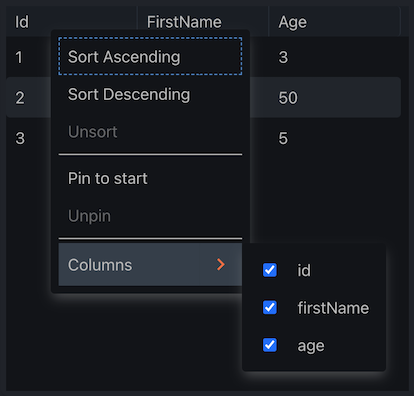 Id FirstName Age
1 3
2 50
3 5
Sort Ascending
Sort Descending
Unsort
Pin to start
Unpin
Columns
id
firstName
age